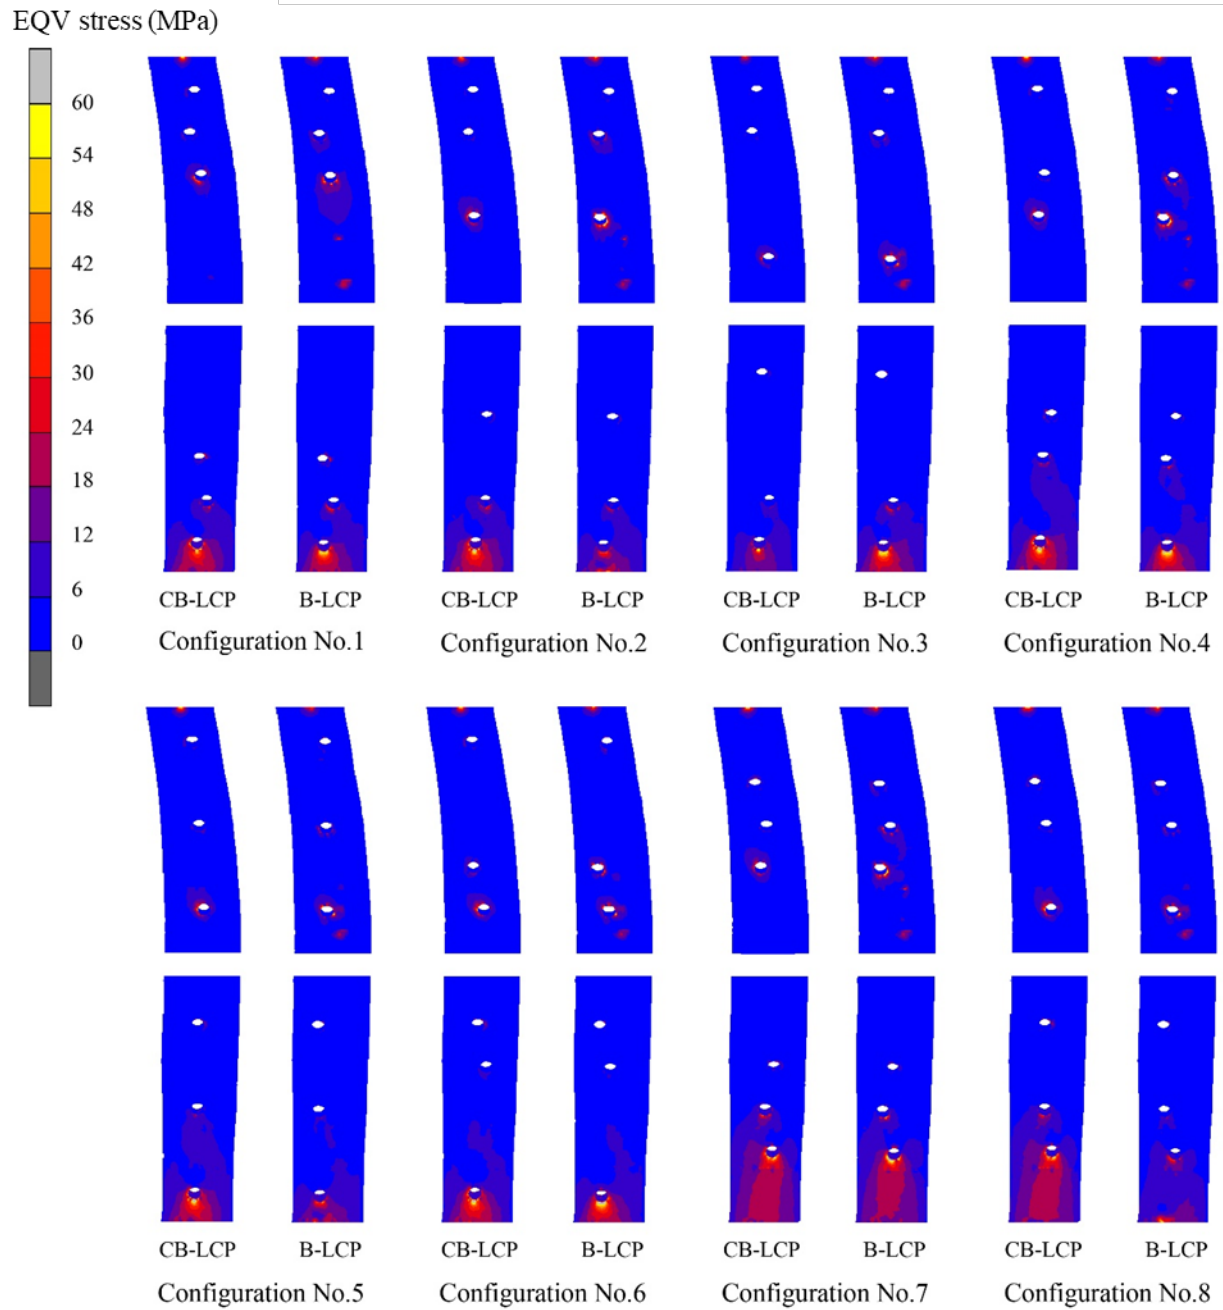 EQV stress (MPa)
60
54
48
42
36
30
24
18
12
6
0
CB-LCP B-LCP CB-LCP B-LCP CB-LCP B-LCP CB-LCP B-LCP
Configuration No.1 Configuration No.2 Configuration No.3 Configuration No.4
CB-LCP B-LCP CB-LCP B-LCP CB-LCP B-LCP CB-LCP B-LCP
Configuration No.5 Configuration No.6 Configuration No.7 Configuration No.8